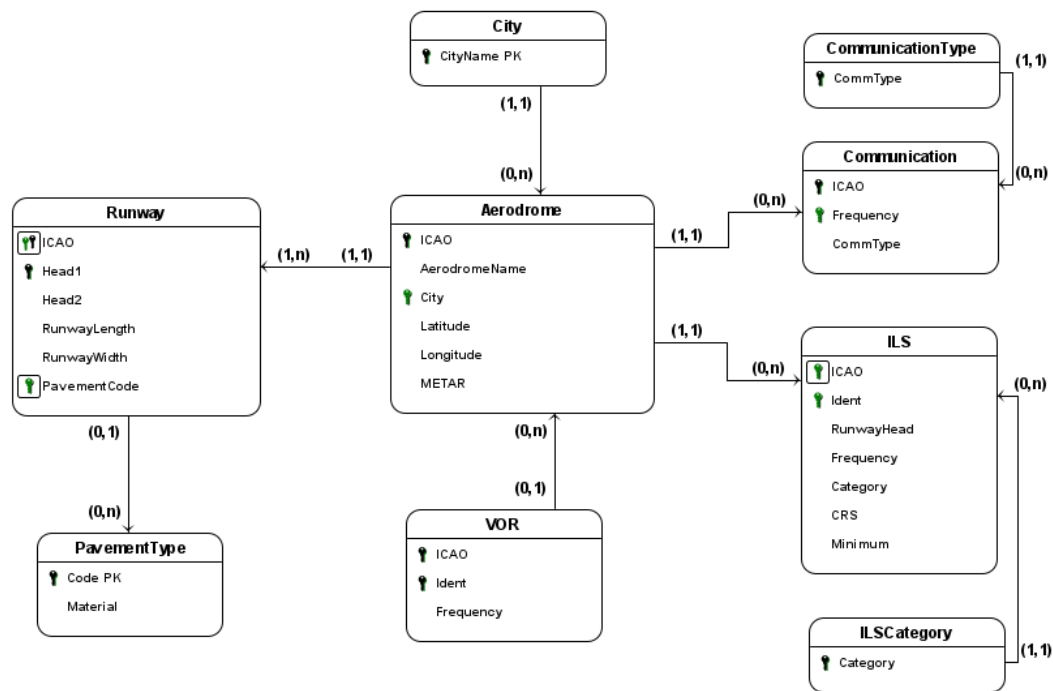 City
CityName PK
(1,1)
(0,n)
CommunicationType
CommType
(1,1)
(0,n)
Communication
ICAO
Frequency
CommType
Runway
ICAO
Head1
Head2
RunwayLength
RunwayWidth
PavementCode
(1,n)
(1,1)
Aerodrome
ICAO
AerodromeName
City
Latitude
Longitude
METAR
(1,1)
(0,n)
(1,1)
(0,n)
ILS
ICAO
Ident
RunwayHead
Frequency
Category
CRS
Minimum
(0,n)
(0,1)
(0,n)
PavementType
Code PK
Material
(0,n)
(0,1)
VOR
ICAO
Ident
Frequency
ILSCategory
Category
(1,1)